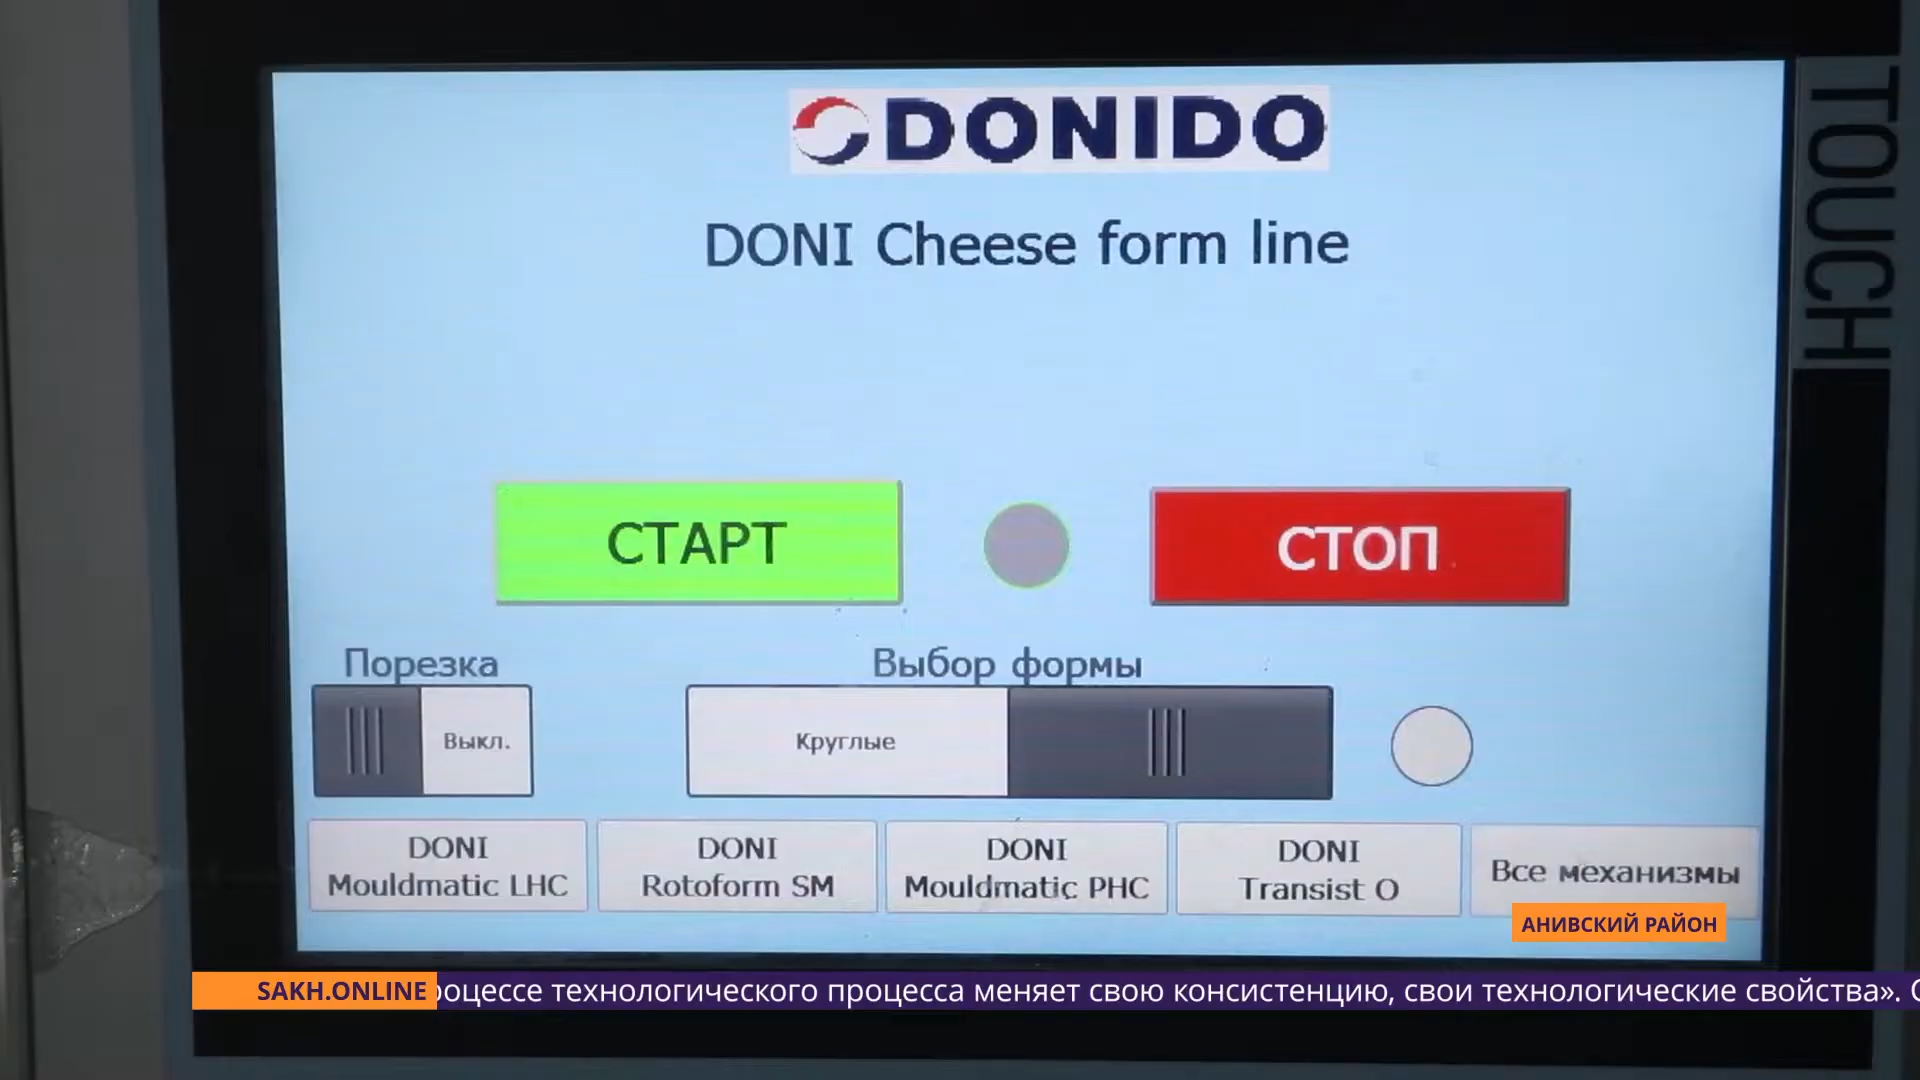 DONIDO
TOUCH
DONI Cheese form line
СТАРТ
СТОП
Порезка
Выбор формы
Выкл.
Круглые
DONI
Mouldmatic LHC
DONI
Rotoform SM
DONI
Mouldmatic PHC
DONI
Transist O
Все механизмы
АНИВСКИЙ РАЙОН
SAKH.ONLINE
технологического процесса меняет свою консистенцию, свои технологические свойства».